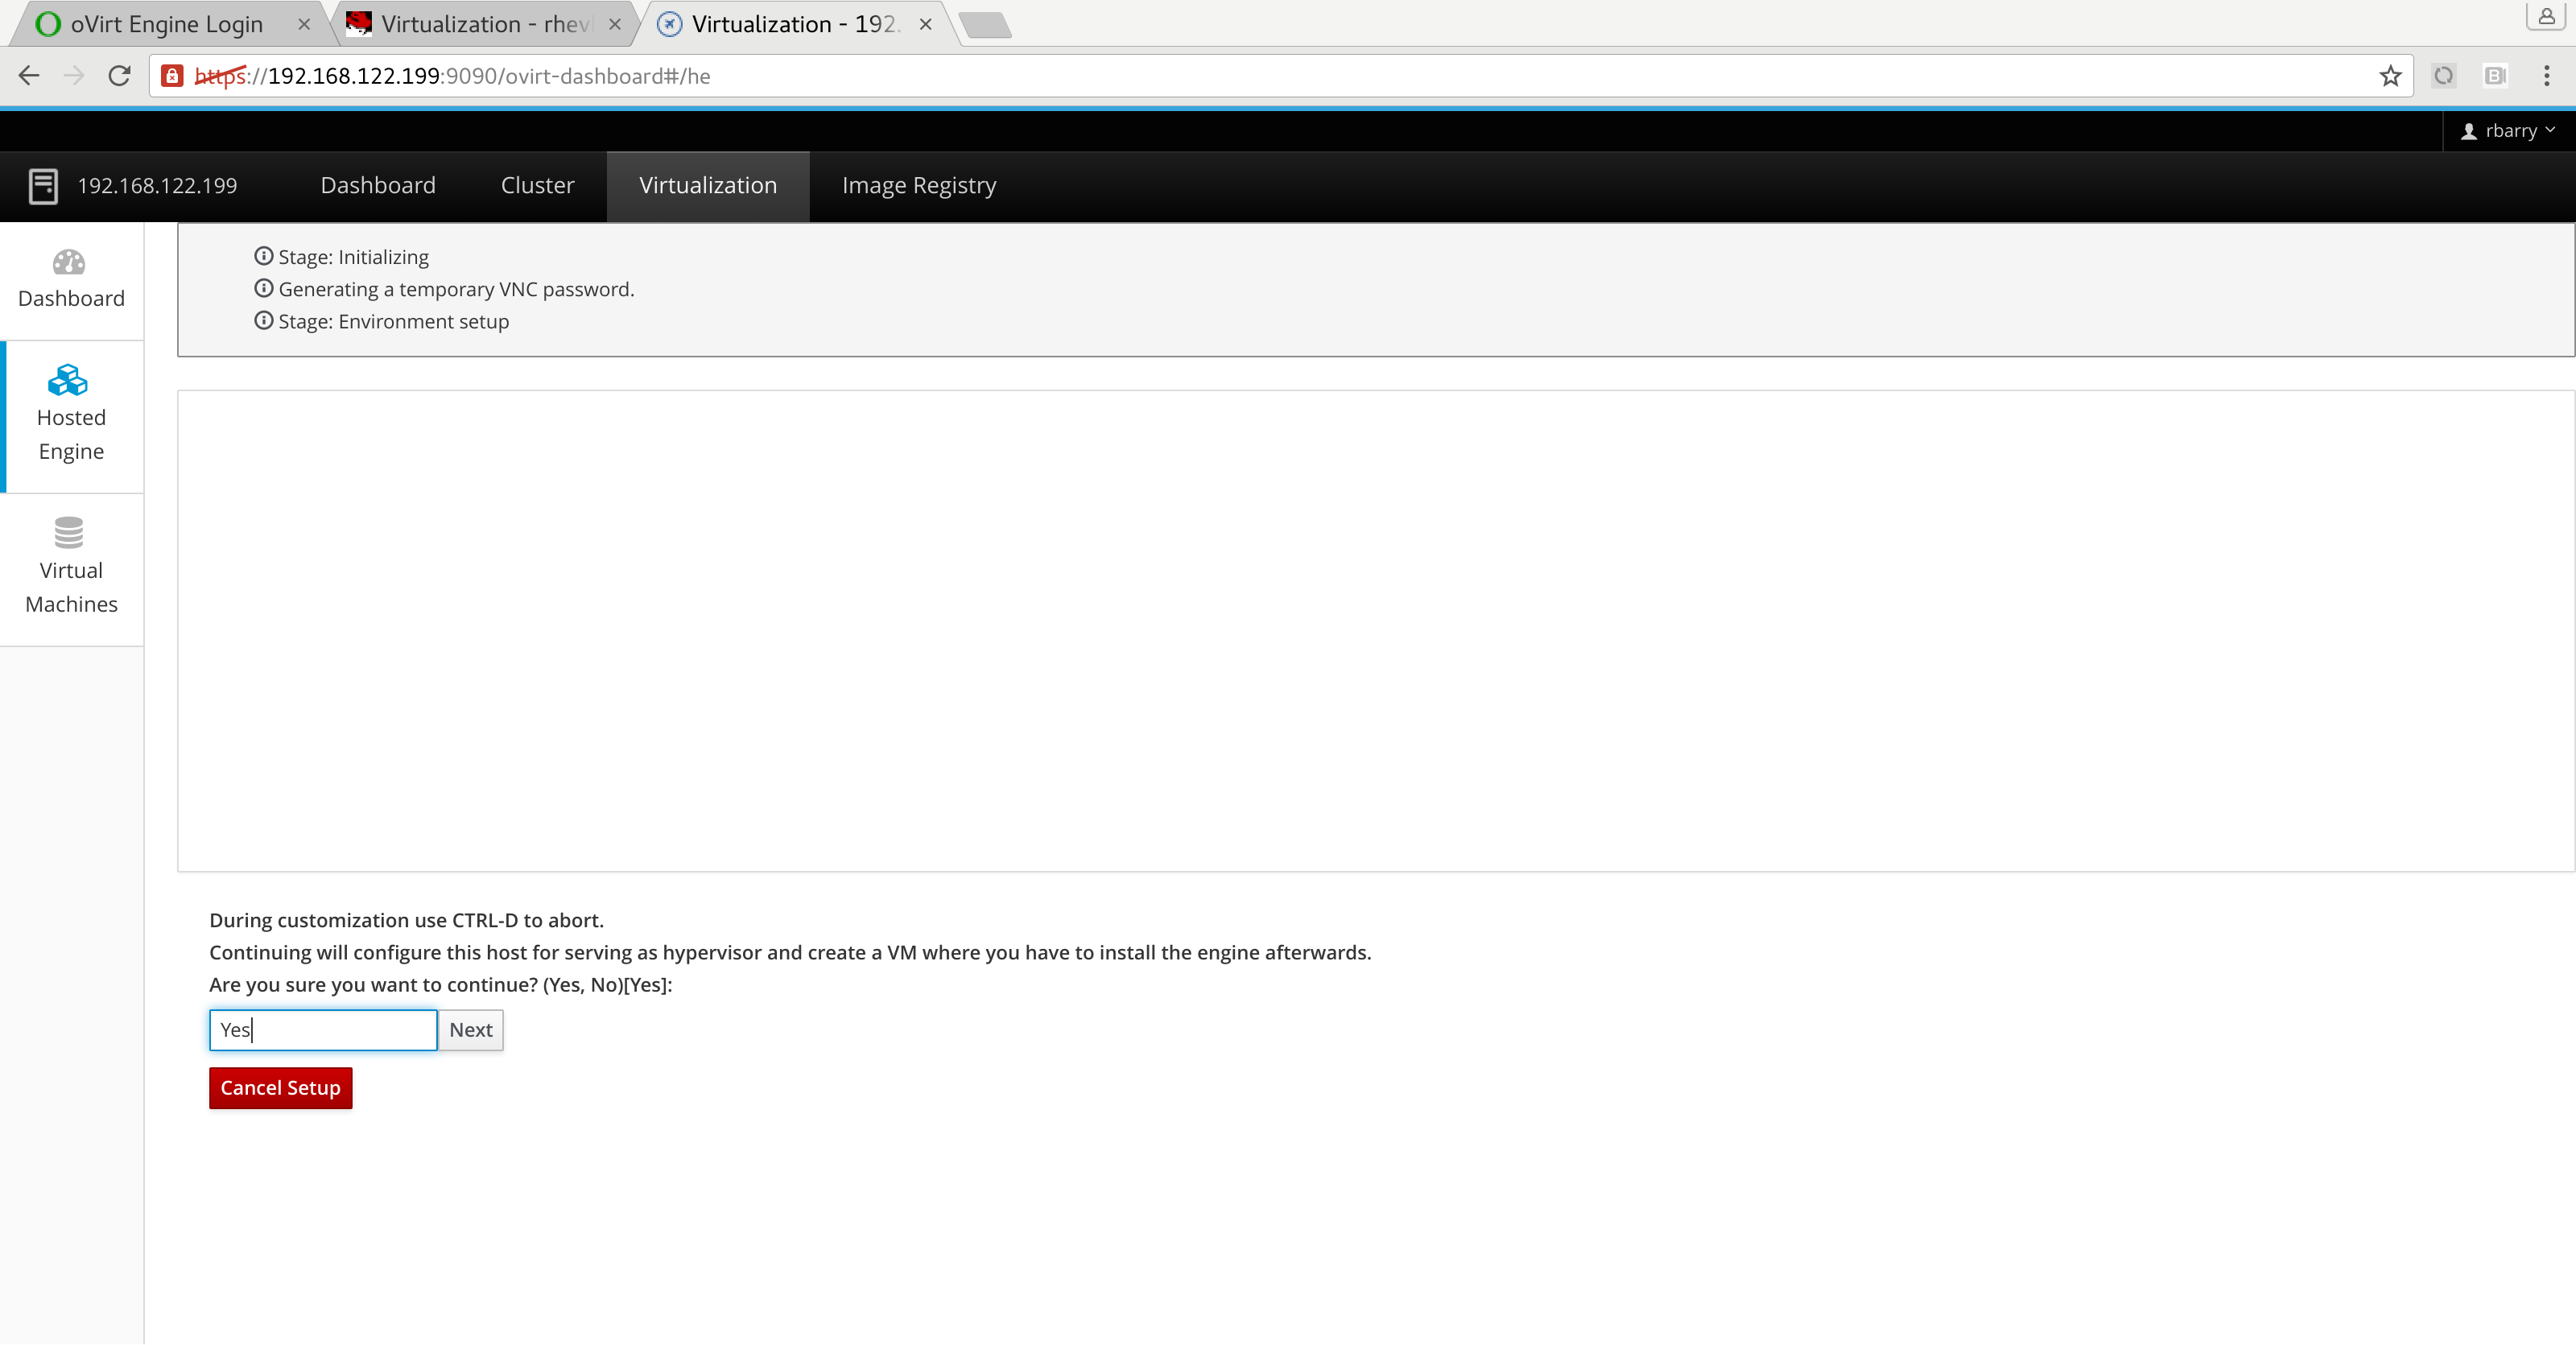 oVirt Engine Login
Virtualization - rhev
Virtualization - 192.
https://192.168.122.199:9090/ovirt-dashboard#/he
rbarry
192.168.122.199 Dashboard Cluster Virtualization Image Registry
Dashboard
Hosted
Engine
Virtual
Machines
Stage: Initializing
Generating a temporary VNC password.
Stage: Environment setup
During customization use CTRL-D to abort.
Continuing will configure this host for serving as hypervisor and create a VM where you have to install the engine afterwards.
Are you sure you want to continue? (Yes, No)[Yes]:
Yes Next
Cancel Setup